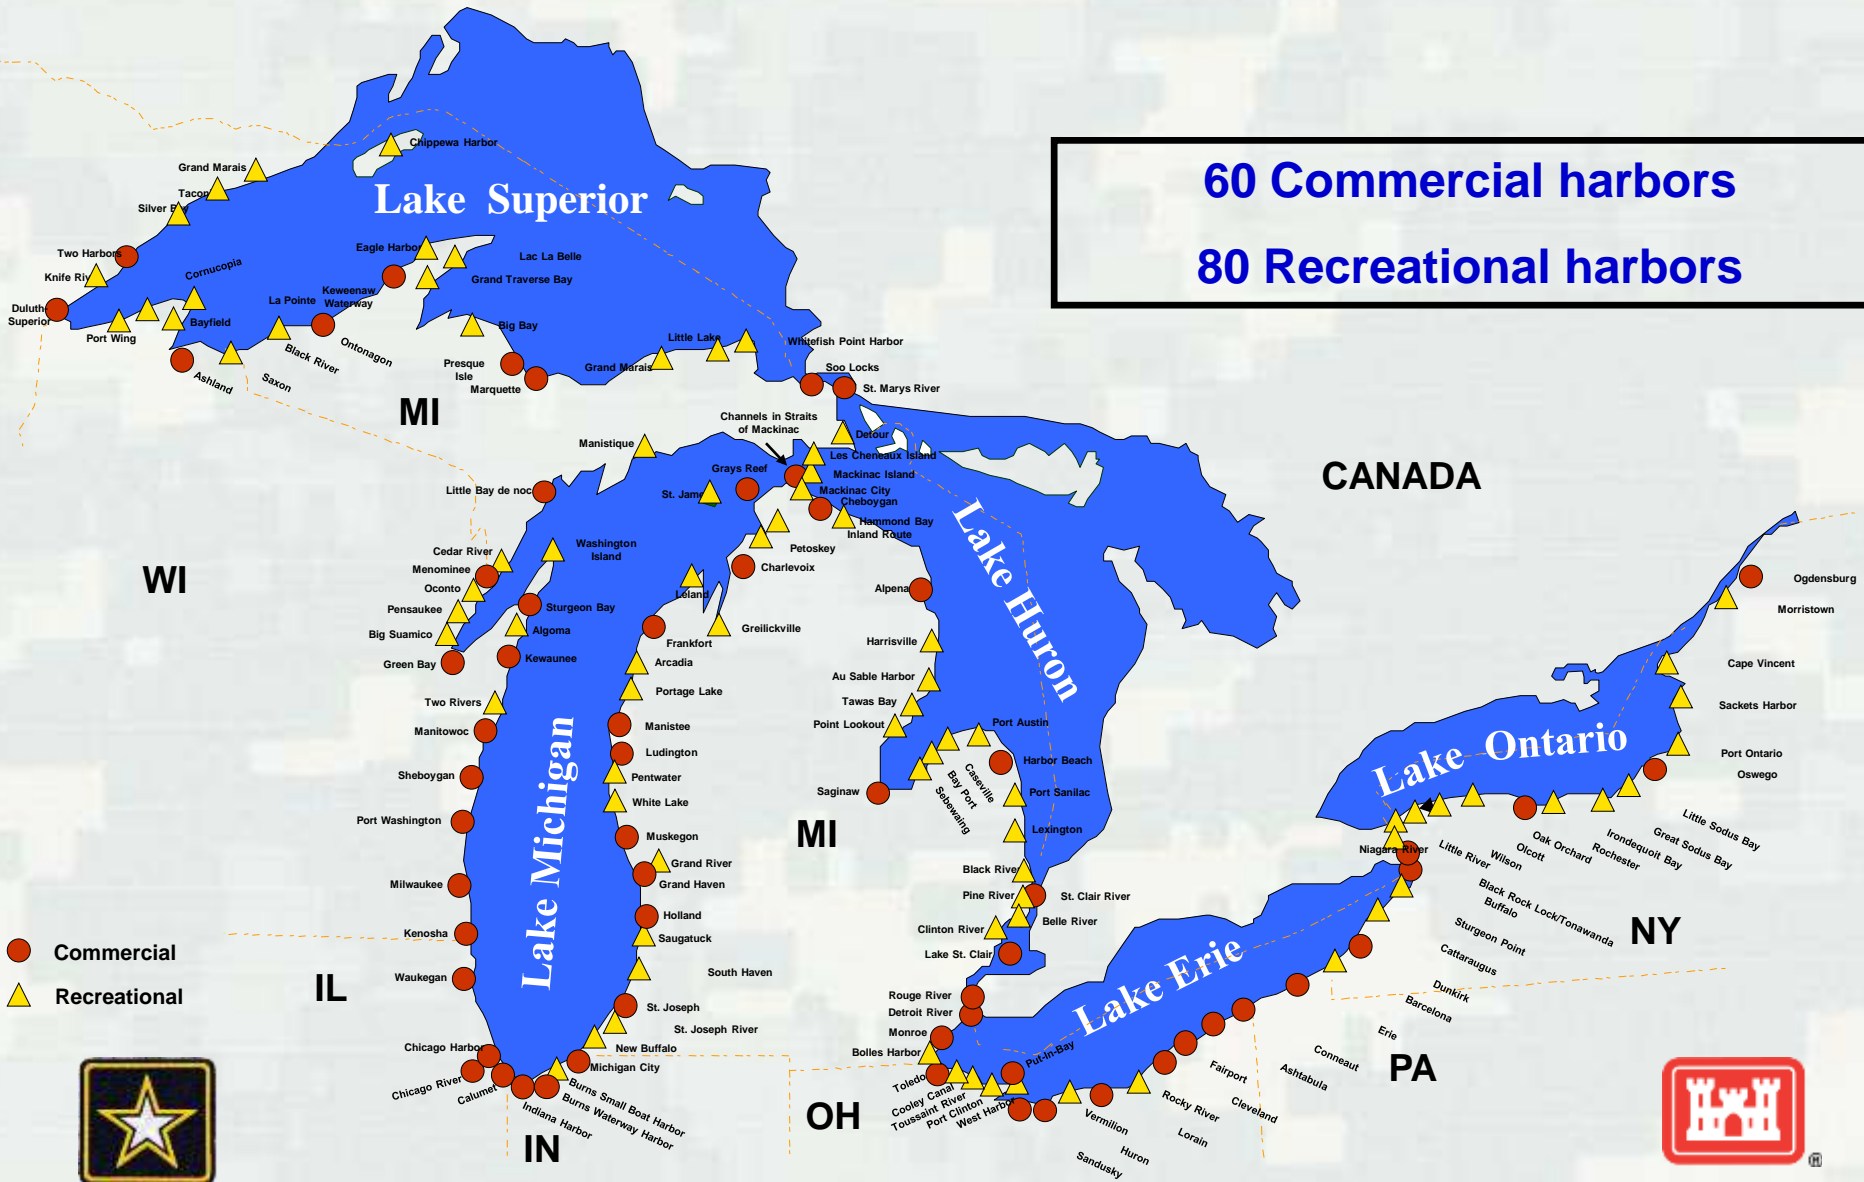 60 Commercial harbors
80 Recreational harbors
Lake Superior
Chippewa Harbor
Grand Marais
Silver Bay
Two Harbors
Duluth-
Superior
Cornucopia
Port Wing
Bayfield
La Pointe
Ashland
Saxon
Black River
Ontonagon
Keweenaw
Waterway
Eagle Harbor
Lac La Belle
Grand Traverse Bay
Big Bay
Presque
Isle
Marquette
Grand Marais
Little Lake
Whitefish Point Harbor
Soo Locks
St. Marys River
MI
Channels in Straits
of Mackinac
Detour
Les Cheneaux Island
Mackinac Island
Mackinac City
Cheboygan
Hammond Bay
Inland Route
Manistique
Grays Reef
Little Bay de noc
CANADA
WI
Cedar River
Menominee
Oconto
Pensaukee
Big Suamico
Green Bay
Washington
Island
Sturgeon Bay
Algoma
Kewaunee
Two Rivers
Manitowoc
Sheboygan
Port Washington
Milwaukee
Kenosha
Waukegan
Chicago Harbor
Chicago River
Calumet
Indiana Harbor
Burns Waterway Harbor
Burns Small Boat Harbor
Michigan City
New Buffalo
St. Joseph River
St. Joseph
South Haven
Saugatuck
Holland
Grand Haven
Grand River
Muskegon
White Lake
Pentwater
Ludington
Manistee
Portage Lake
Arcadia
Frankfort
Greilickville
Leland
Charlevoix
Petoskey
Lake Michigan
Lake Huron
Alpena
Harrisville
Au Sable Harbor
Tawas Bay
Point Lookout
Saginaw
Sebewaing
Bay Port
Caseville
Port Austin
Harbor Beach
Port Sanilac
Lexington
MI
Black River
Pine River
St. Clair River
Belle River
Clinton River
Lake St. Clair
Rouge River
Detroit River
Monroe
Bolles Harbor
Toledo
Cooley Canal
Toussaint River
Port Clinton
West Harbor
Put-In-Bay
Lake Erie
Sandusky
Huron
Vermilion
Lorain
Rocky River
Cleveland
Fairport
Ashtabula
Conneaut
Erie
Barcelona
Dunkirk
Cattaraugus
Sturgeon Point
Buffalo
Black Rock Lock/Tonawanda
Niagara River
Little River
Wilson
Olcott
Oak Orchard
Rochester
Irondequoit Bay
Great Sodus Bay
Little Sodus Bay
Oswego
Port Ontario
Sackets Harbor
Cape Vincent
Morristown
Ogdensburg
Lake Ontario
NY
PA
OH
IN
IL
Commercial
Recreational